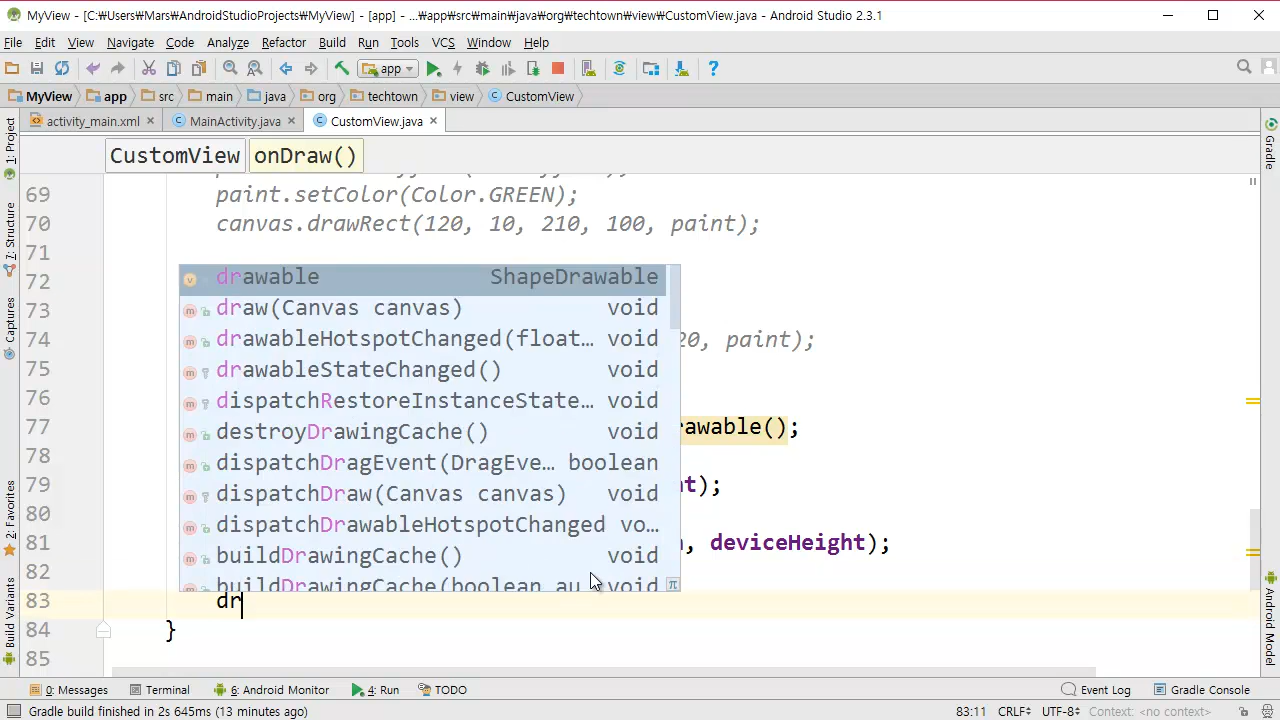 MyView - [C:₩Users₩Mars₩AndroidStudioProjects₩MyView] - [app] - ...₩app₩src₩main₩java₩org₩techtown₩view₩CustomView.java - Android Studio 2.3.1
File Edit View Navigate Code Analyze Refactor Build Run Tools VCS Window Help
app
MyView app src main java org techtown view CustomView
activity_main.xml MainActivity.java CustomView.java
CustomView onDraw()
69 paint.setColor(Color.GREEN);
70 canvas.drawRect(120, 10, 210, 100, paint);
71
drawable ShapeDrawable
72
draw(Canvas canvas) void
73
drawableHotspotChanged(float… void
74 20, paint);
drawableStateChanged() void
75
dispatchRestoreInstanceState… void
76
destroyDrawingCache() void
77 rawable();
dispatchDragEvent(DragEve… boolean
78
79 nt);
dispatchDraw(Canvas canvas) void
80
dispatchDrawableHotspotChanged vo…
81 , deviceHeight);
buildDrawingCache() void
82
buildDrawingCache(boolean au void π
83 dr
84 }
85
1: Project
7: Structure
Captures
2: Favorites
Build Variants
Gradle
Android Model
0: Messages Terminal 6: Android Monitor 4: Run TODO Event Log Gradle Console
Gradle build finished in 2s 645ms (13 minutes ago) 83:11 CRLF÷ UTF-8÷ Context: <no context>